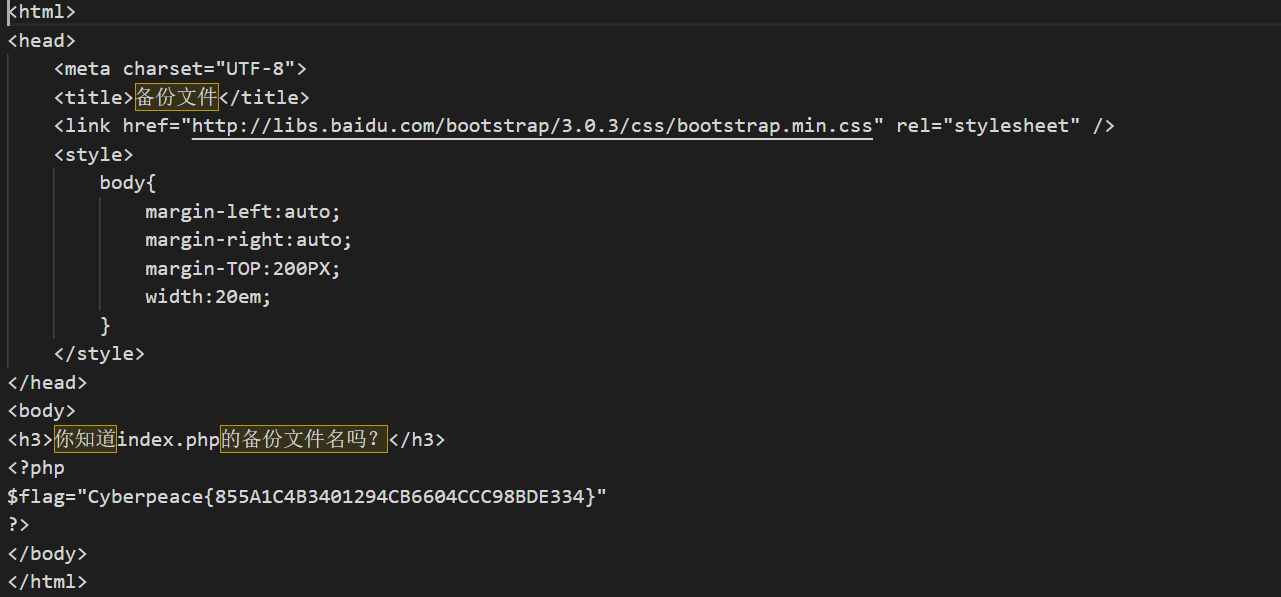 <html>
<head>
    <meta charset="UTF-8">
    <title>备份文件</title>
    <link href="http://libs.baidu.com/bootstrap/3.0.3/css/bootstrap.min.css" rel="stylesheet" />
    <style>
        body{
            margin-left:auto;
            margin-right:auto;
            margin-TOP:200PX;
            width:20em;
        }
    </style>
</head>
<body>
<h3>你知道index.php的备份文件名吗？</h3>
<?php
$flag="Cyberpeace{855A1C4B3401294CB6604CCC98BDE334}"
?>
</body>
</html>